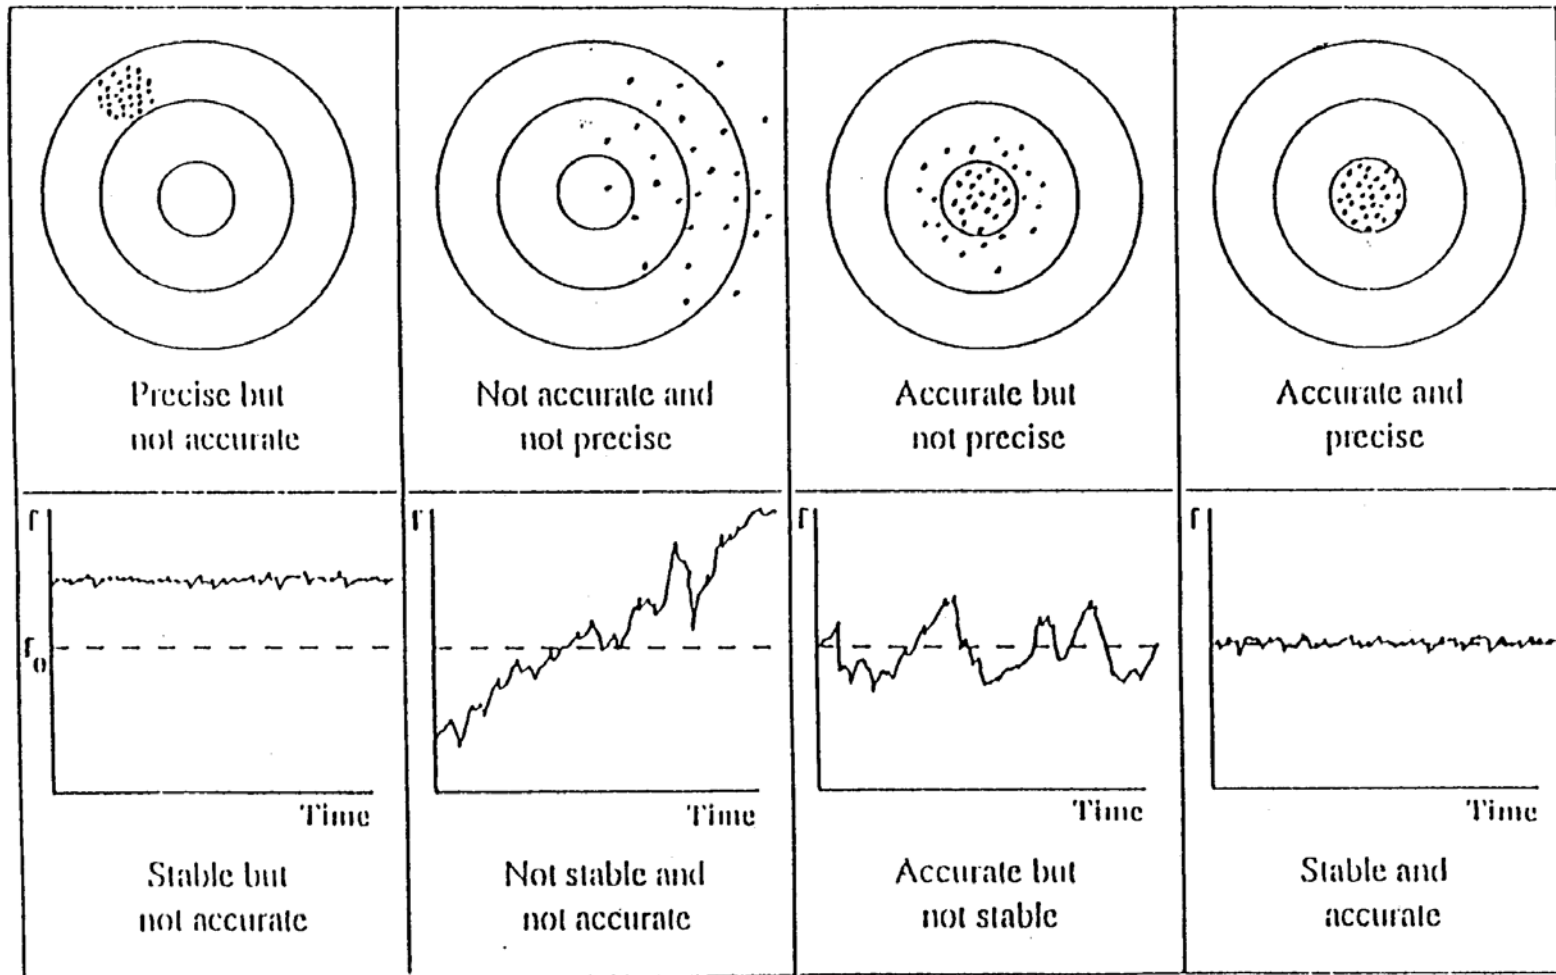 Precise but
not accurate
Not accurate and
not precise
Accurate but
not precise
Accurate and
precise
f
f0
Time
Stable but
not accurate
f
Time
Not stable and
not accurate
f
Time
Accurate but
not stable
f
Time
Stable and
accurate